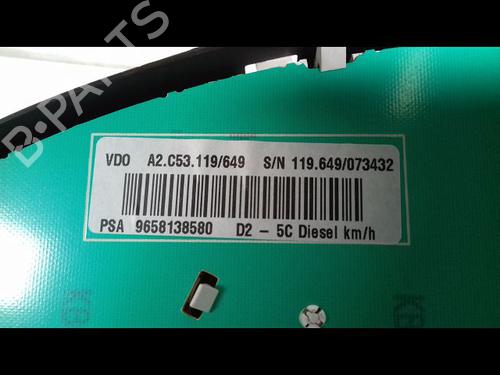 B-PARTS
VDO A2.C53.119/649 S/N 119.649/073432
PSA 9658138580 D2 - 5C Diesel km/h